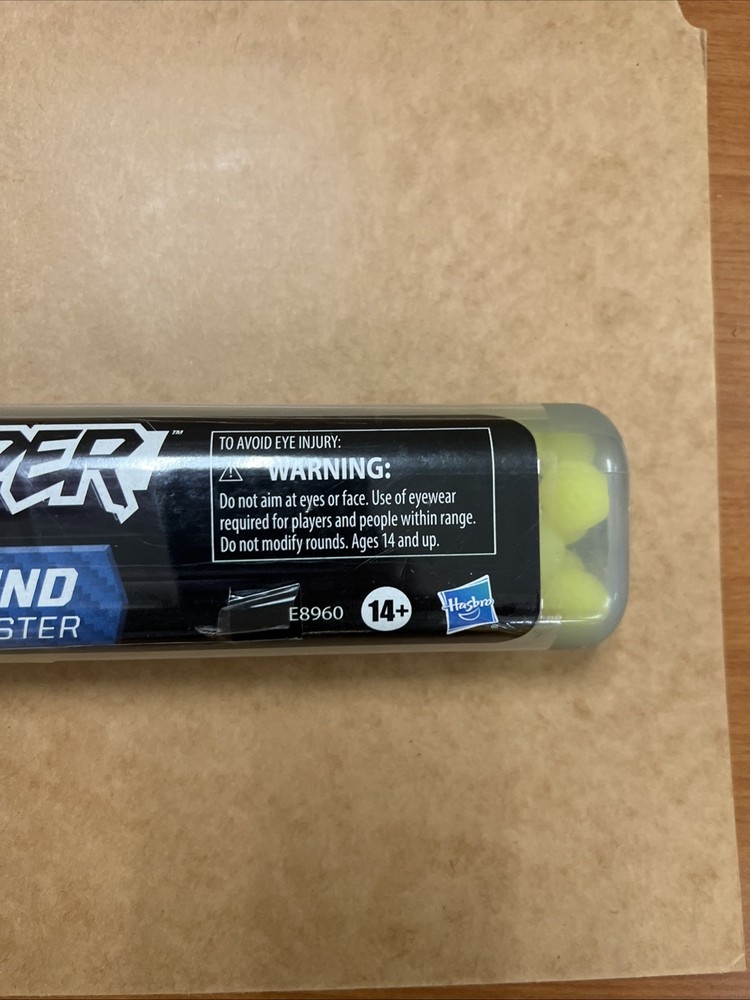 ZER™
TO AVOID EYE INJURY:
WARNING:
Do not aim at eyes or face. Use of eyewear
required for players and people within range.
Do not modify rounds. Ages 14 and up.
ND
STER
E8960
14+
Hasbro